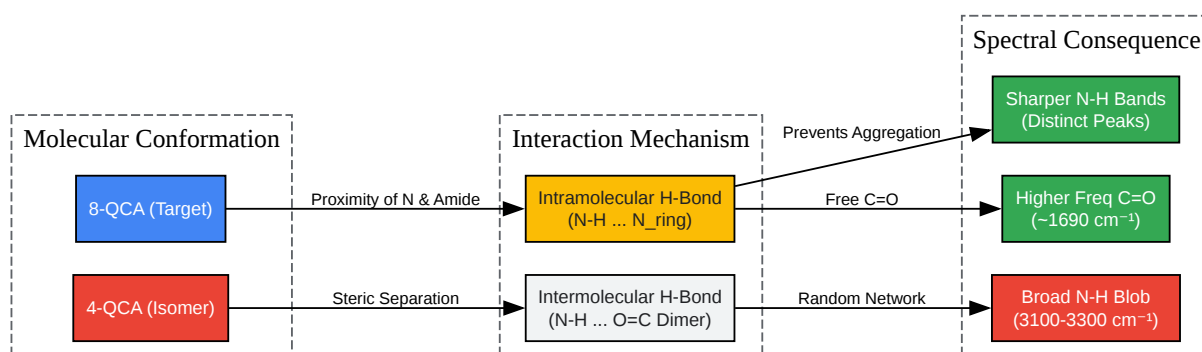 Spectral Consequence
Sharper N-H Bands
(Distinct Peaks)
Molecular Conformation
Interaction Mechanism
Prevents Aggregation
8-QCA (Target)
Proximity of N & Amide
Intramolecular H-Bond
(N-H ... N_ring)
Free C=O
Higher Freq C=O
(~1690 cm⁻¹)
4-QCA (Isomer)
Steric Separation
Intermolecular H-Bond
(N-H ... O=C Dimer)
Random Network
Broad N-H Blob
(3100-3300 cm⁻¹)